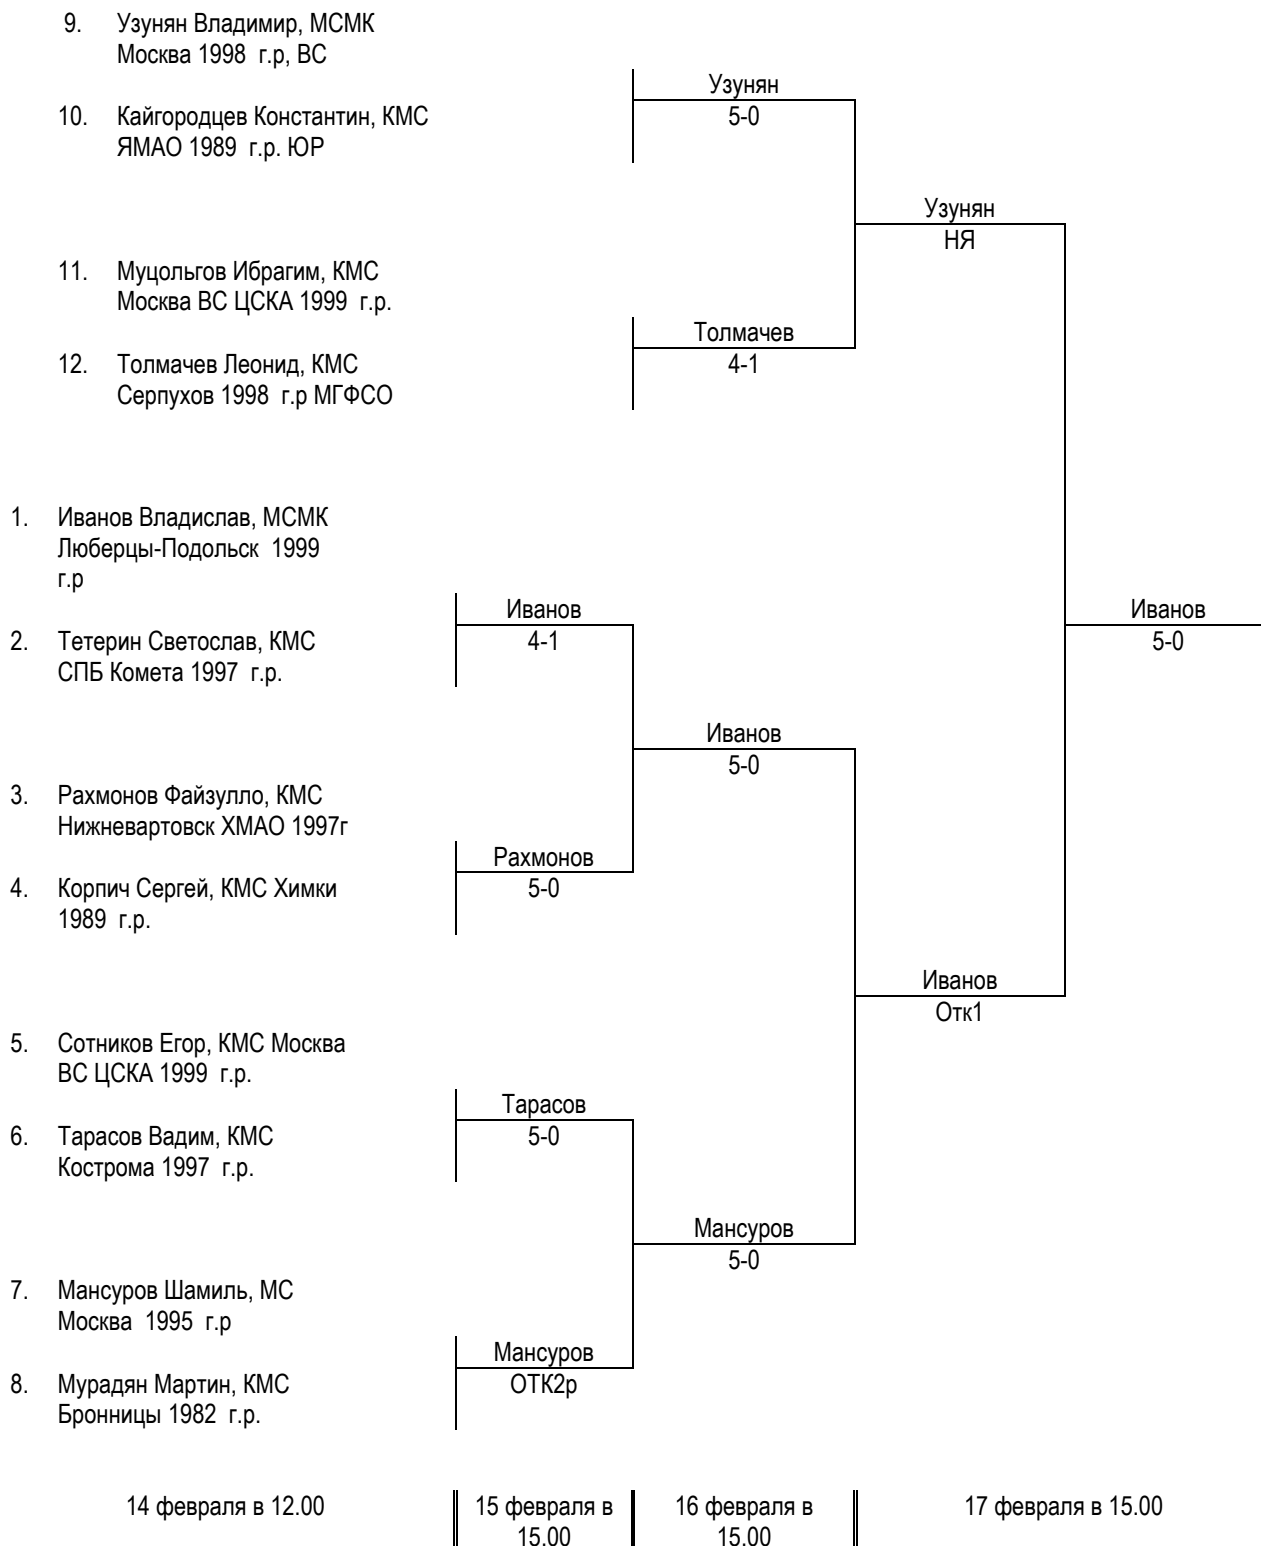 9. Узунян Владимир, МСМК
Москва 1998 г.р, ВС
Узунян
5-0
10. Кайгородцев Константин, КМС
ЯМАО 1989 г.р. ЮР
Узунян
НЯ
11. Муцольгов Ибрагим, КМС
Москва ВС ЦСКА 1999 г.р.
Толмачев
4-1
12. Толмачев Леонид, КМС
Серпухов 1998 г.р МГФСО
1. Иванов Владислав, МСМК
Люберцы-Подольск 1999
г.р
Иванов
4-1
Иванов
5-0
2. Тетерин Светослав, КМС
СПБ Комета 1997 г.р.
Иванов
5-0
3. Рахмонов Файзулло, КМС
Нижневартовск ХМАО 1997г
Рахмонов
5-0
4. Корпич Сергей, КМС Химки
1989 г.р.
Иванов
Отк1
5. Сотников Егор, КМС Москва
ВС ЦСКА 1999 г.р.
Тарасов
5-0
6. Тарасов Вадим, КМС
Кострома 1997 г.р.
Мансуров
5-0
7. Мансуров Шамиль, МС
Москва 1995 г.р
Мансуров
ОТК2р
8. Мурадян Мартин, КМС
Бронницы 1982 г.р.
14 февраля в 12.00
15 февраля в
15.00
16 февраля в
15.00
17 февраля в 15.00